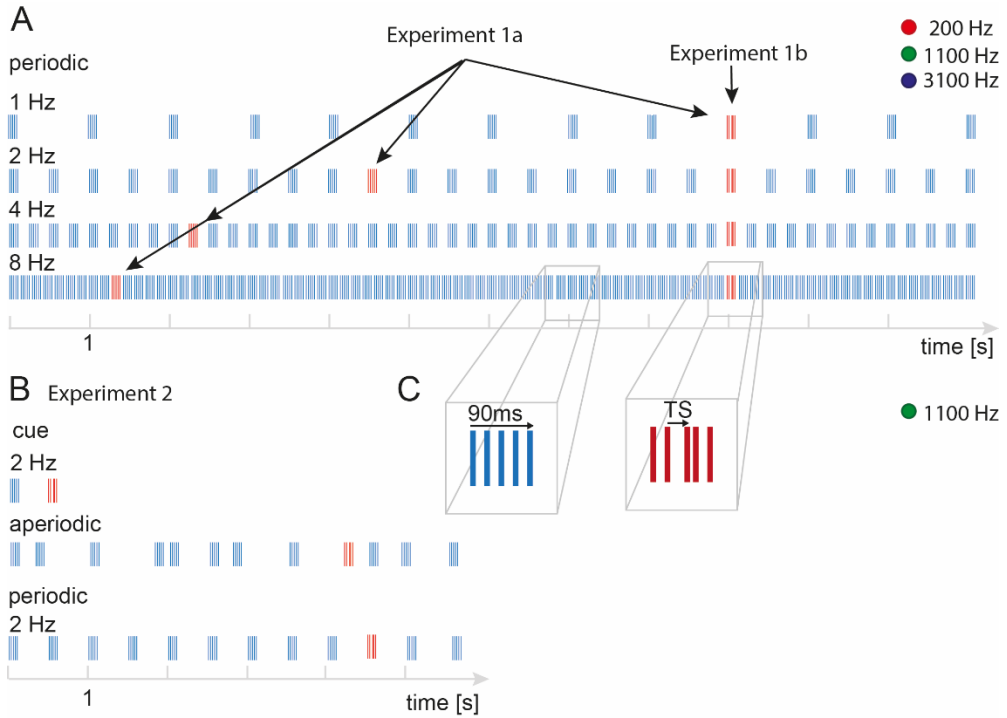 A
Experiment 1a
200 Hz
1100 Hz
3100 Hz
Experiment 1b
periodic
1 Hz
2 Hz
4 Hz
8 Hz
1
time [s]
B Experiment 2
C
1100 Hz
cue
2 Hz
90ms
TS
aperiodic
periodic
2 Hz
1
time [s]